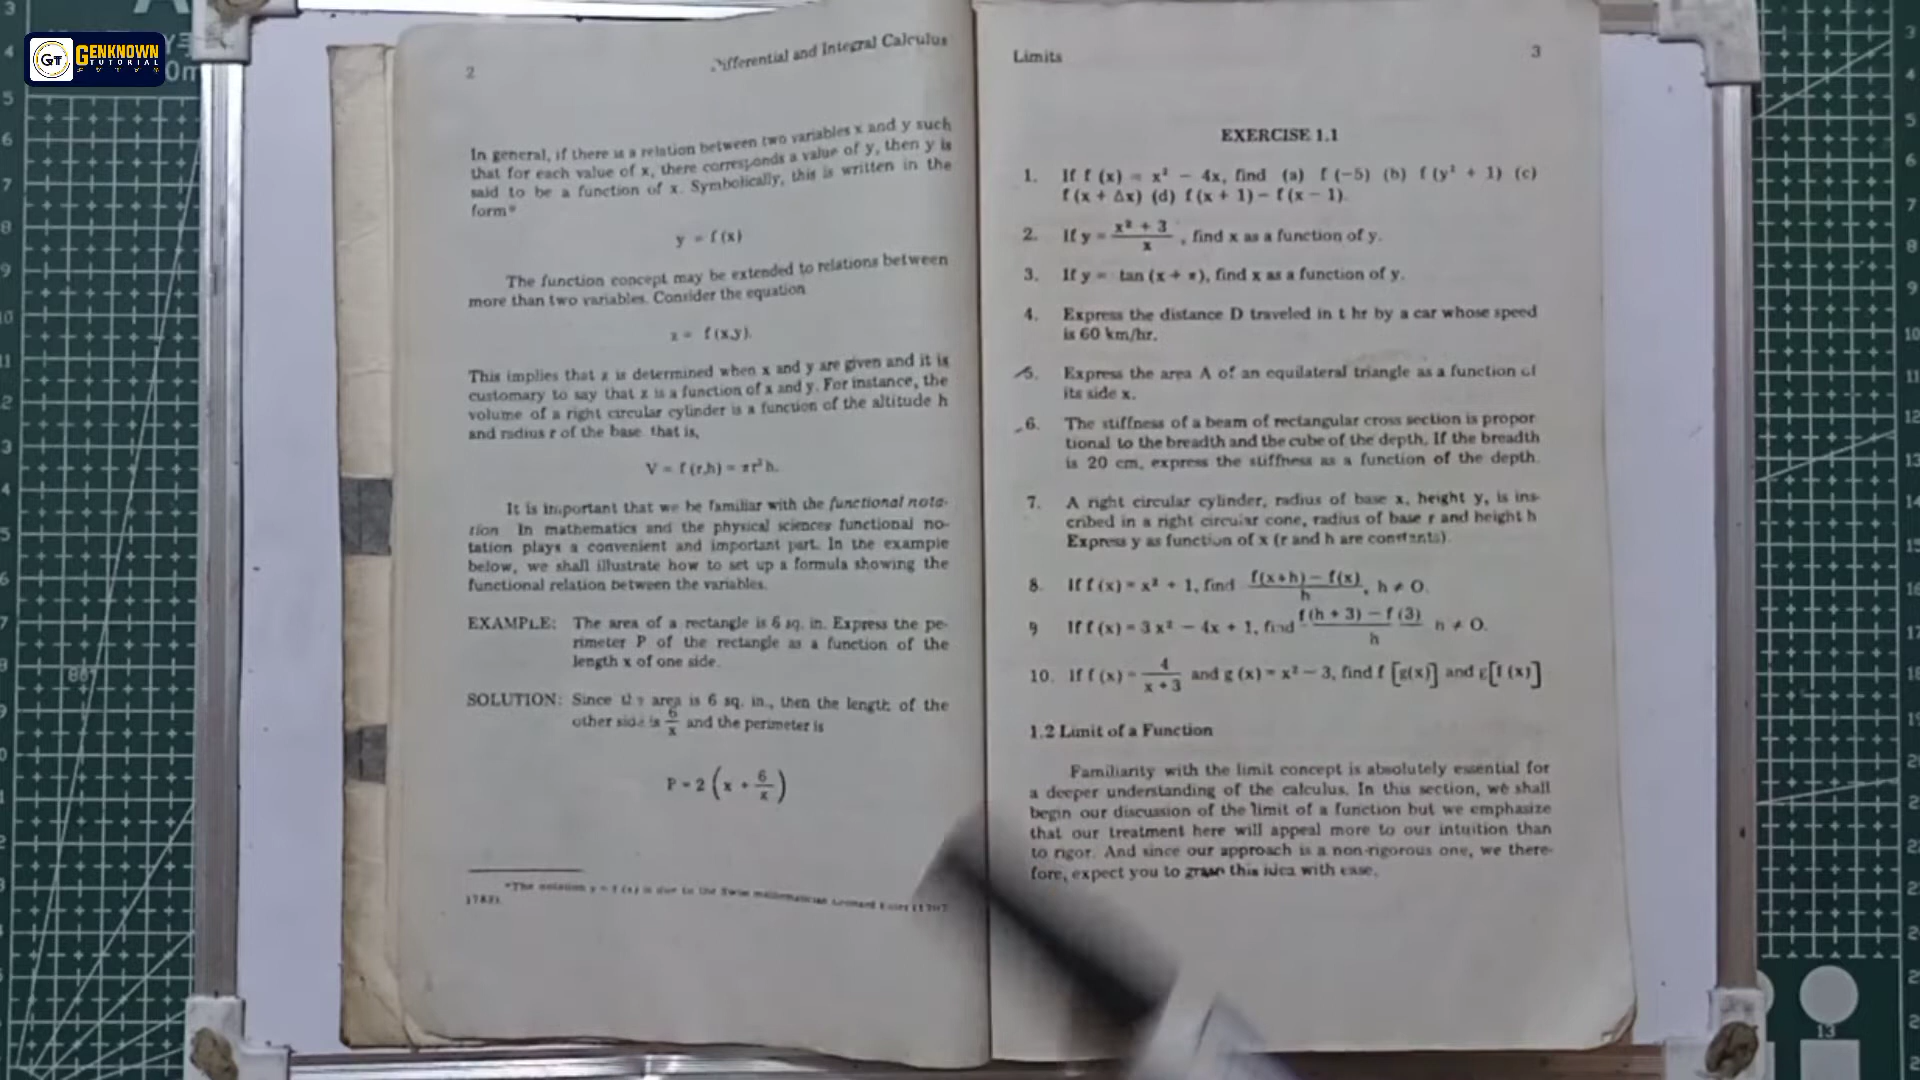 GT GENKNOWN
TUTORIAL
2
Differential and Integral Calculus
In general, if there is a relation between two variables x and y such
that for each value of x, there corresponds a value of y, then y is
said to be a function of x. Symbolically, this is written in the
form*
y = f (x)
The function concept may be extended to relations between
more than two variables. Consider the equation
z = f (x,y).
This implies that z is determined when x and y are given and it is
customary to say that z is a function of x and y. For instance, the
volume of a right circular cylinder is a function of the altitude h
and radius r of the base that is,
V = f (r,h) = πr² h.
It is important that we be familiar with the functional nota-
tion In mathematics and the physical sciences functional no-
tation plays a convenient and important part. In the example
below, we shall illustrate how to set up a formula showing the
functional relation between the variables.
EXAMPLE: The area of a rectangle is 6 sq. in. Express the pe-
rimeter P of the rectangle as a function of the
length x of one side.
SOLUTION: Since the area is 6 sq. in., then the length of the
other side is 6/x and the perimeter is
P = 2 (x + 6/x)
*The notation y = f (x) is due to the Swiss mathematician Leonard Euler (1707
1783).
Limits
3
EXERCISE 1.1
1. If f (x) = x² − 4x, find (a) f (−5) (b) f (y² + 1) (c)
f (x + Δx) (d) f (x + 1) − f (x − 1).
2. If y = (x² + 3)/x , find x as a function of y.
3. If y = tan (x + π), find x as a function of y.
4. Express the distance D traveled in t hr by a car whose speed
is 60 km/hr.
5. Express the area A of an equilateral triangle as a function of
its side x.
6. The stiffness of a beam of rectangular cross section is propor
tional to the breadth and the cube of the depth. If the breadth
is 20 cm, express the stiffness as a function of the depth.
7. A right circular cylinder, radius of base x, height y, is ins-
cribed in a right circular cone, radius of base r and height h
Express y as function of x (r and h are constants).
8. If f (x) = x² + 1, find (f(x+h) − f(x))/h, h ≠ O.
9 If f (x) = 3 x² − 4x + 1, find (f (h + 3) − f (3))/h h ≠ O.
10. If f (x) = 4/(x + 3) and g (x) = x² − 3, find f [g(x)] and g[f (x)]
1.2 Limit of a Function
Familiarity with the limit concept is absolutely essential for
a deeper understanding of the calculus. In this section, we shall
begin our discussion of the limit of a function but we emphasize
that our treatment here will appeal more to our intuition than
to rigor. And since our approach is a non-rigorous one, we there-
fore, expect you to grasp this idea with ease.